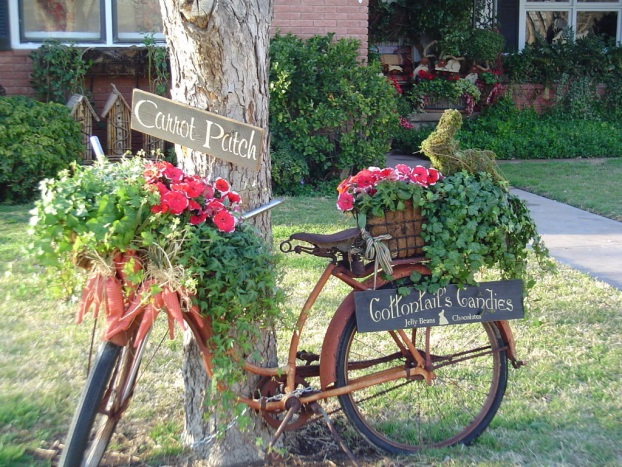 Carrot Patch
Cottontail's Candies
Jelly Beans Chocolates